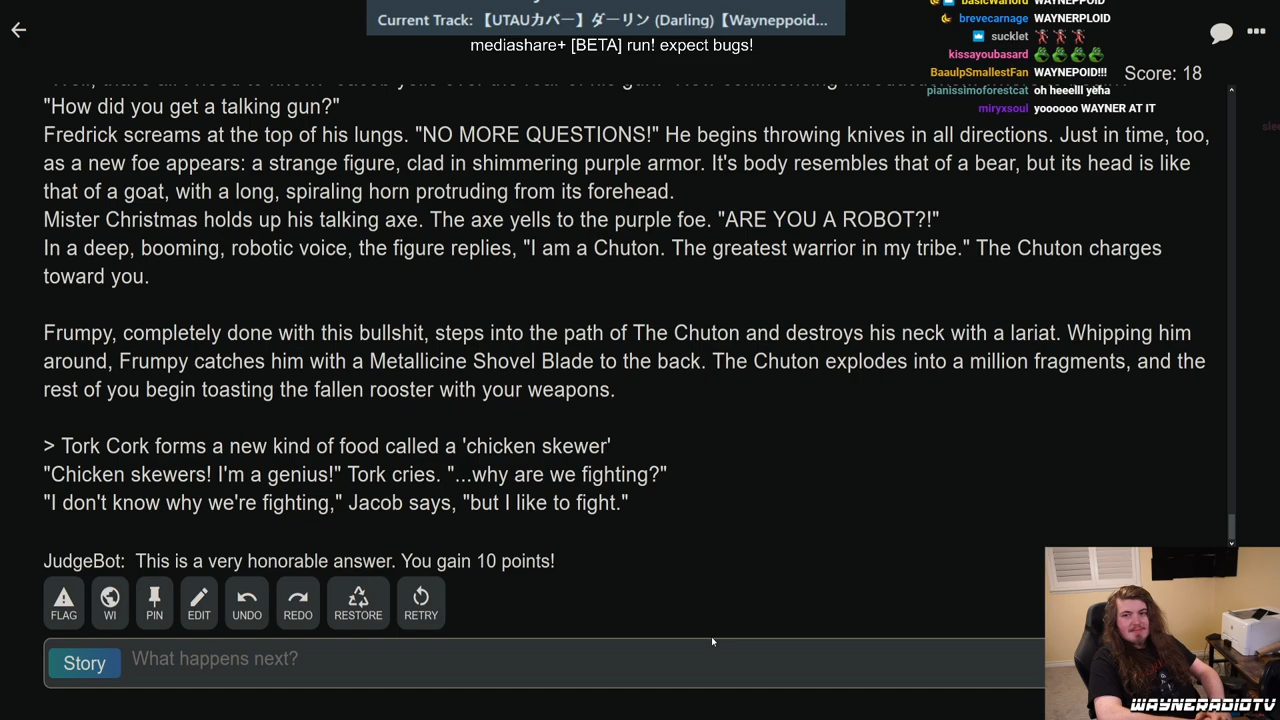 Current Track: 【UTAUカバー】ダーリン (Darling)【Wayneppoid...
mediashare+ [BETA] run! expect bugs!
basicWarlord WAYNEPPOID
brevecarnage WAYNERPLOID
sucklet
kissayoubasard
BaaulpSmallestFan WAYNEPOID!!!
pianissimoforestcat oh heeelll yeha
miryxsoul yoooooo WAYNER AT IT
Score: 18
"How did you get a talking gun?"
Fredrick screams at the top of his lungs. "NO MORE QUESTIONS!" He begins throwing knives in all directions. Just in time, too,
as a new foe appears: a strange figure, clad in shimmering purple armor. It's body resembles that of a bear, but its head is like
that of a goat, with a long, spiraling horn protruding from its forehead.
Mister Christmas holds up his talking axe. The axe yells to the purple foe. "ARE YOU A ROBOT?!"
In a deep, booming, robotic voice, the figure replies, "I am a Chuton. The greatest warrior in my tribe." The Chuton charges
toward you.
Frumpy, completely done with this bullshit, steps into the path of The Chuton and destroys his neck with a lariat. Whipping him
around, Frumpy catches him with a Metallicine Shovel Blade to the back. The Chuton explodes into a million fragments, and the
rest of you begin toasting the fallen rooster with your weapons.
> Tork Cork forms a new kind of food called a 'chicken skewer'
"Chicken skewers! I'm a genius!" Tork cries. "...why are we fighting?"
"I don't know why we're fighting," Jacob says, "but I like to fight."
JudgeBot: This is a very honorable answer. You gain 10 points!
FLAG WI PIN EDIT UNDO REDO RESTORE RETRY
Story What happens next?
WAYNERADIOTV